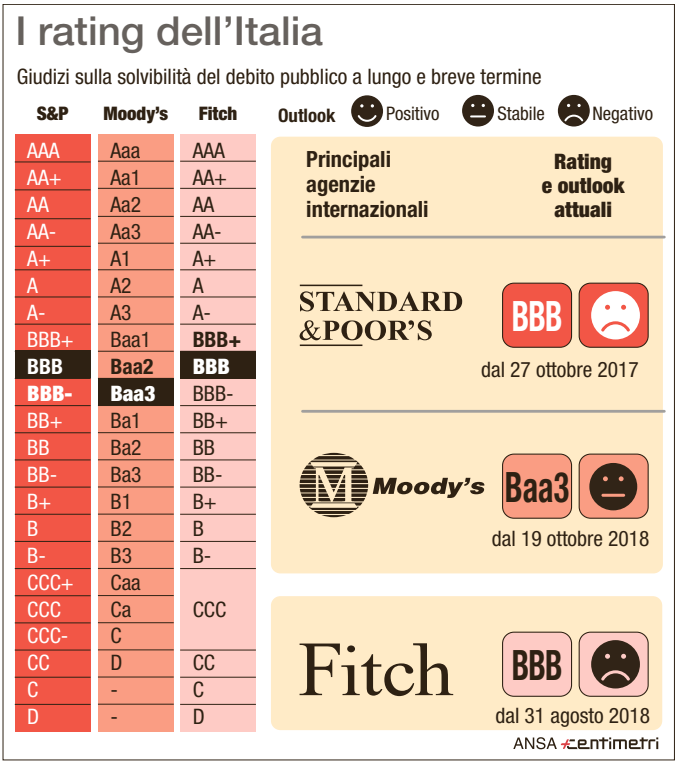 I rating dell'Italia
Giudizi sulla solvibilità del debito pubblico a lungo e breve termine
S&P Moody's Fitch
AAA Aaa AAA
AA+ Aa1 AA+
AA Aa2 AA
AA- Aa3 AA-
A+ A1 A+
A A2 A
A- A3 A-
BBB+ Baa1 BBB+
BBB Baa2 BBB
BBB- Baa3 BBB-
BB+ Ba1 BB+
BB Ba2 BB
BB- Ba3 BB-
B+ B1 B+
B B2 B
B- B3 B-
CCC+ Caa
CCC Ca CCC
CCC- C
CC D CC
C - C
D - D
Outlook Positivo Stabile Negativo
Principali
agenzie
internazionali
Rating
e outlook
attuali
STANDARD
&POOR'S
BBB
dal 27 ottobre 2017
M Moody's
Baa3
dal 19 ottobre 2018
Fitch
BBB
dal 31 agosto 2018
ANSA centimetri